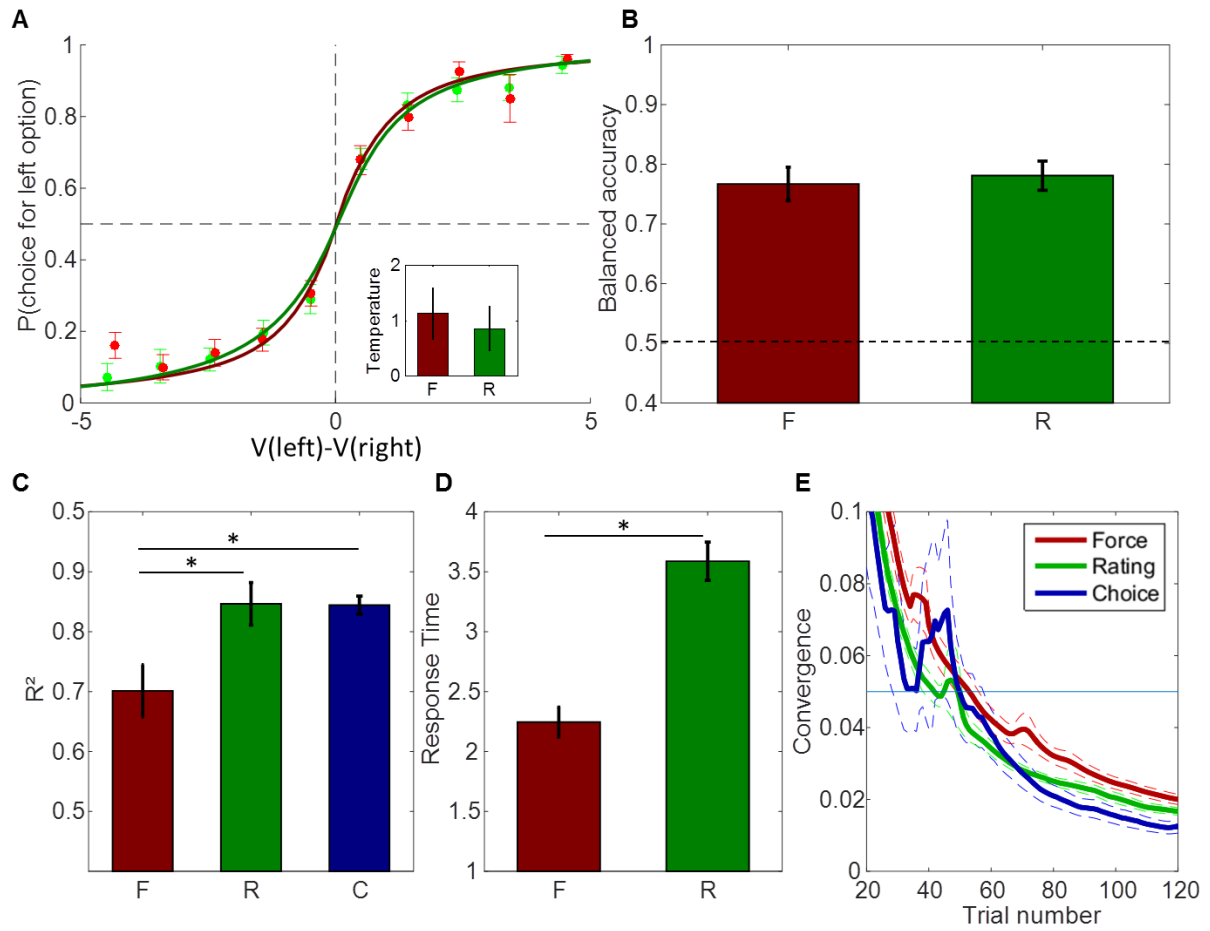 A
P(choice for left option)
1
0.8
0.6
0.4
0.2
0
-5
0
5
V(left)-V(right)
Temperature
2
1
0
F
R
B
Balanced accuracy
1
0.9
0.8
0.7
0.6
0.5
0.4
F
R
C
R²
0.5
0.9
0.8
0.7
0.6
0.5
*
*
F
R
C
D
Response Time
4
3.5
3
2.5
2
1.5
1
*
F
R
E
Convergence
0.1
0.08
0.06
0.04
0.02
0
20
40
60
80
100
120
Trial number
Force
Rating
Choice